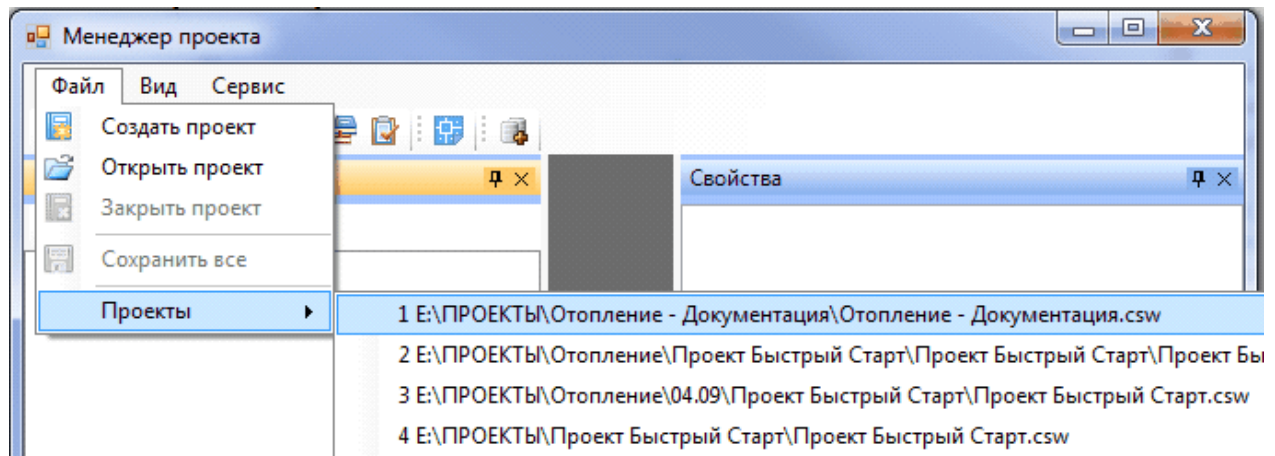 Менеджер проекта
Файл Вид Сервис
Создать проект
Открыть проект
Свойства
Закрыть проект
Сохранить все
Проекты
1 E:\ПРОЕКТЫ\Отопление - Документация\Отопление - Документация.csw
2 E:\ПРОЕКТЫ\Отопление\Проект Быстрый Старт\Проект Быстрый Старт\Проект Бы
3 E:\ПРОЕКТЫ\Отопление\04.09\Проект Быстрый Старт\Проект Быстрый Старт.csw
4 E:\ПРОЕКТЫ\Проект Быстрый Старт\Проект Быстрый Старт.csw